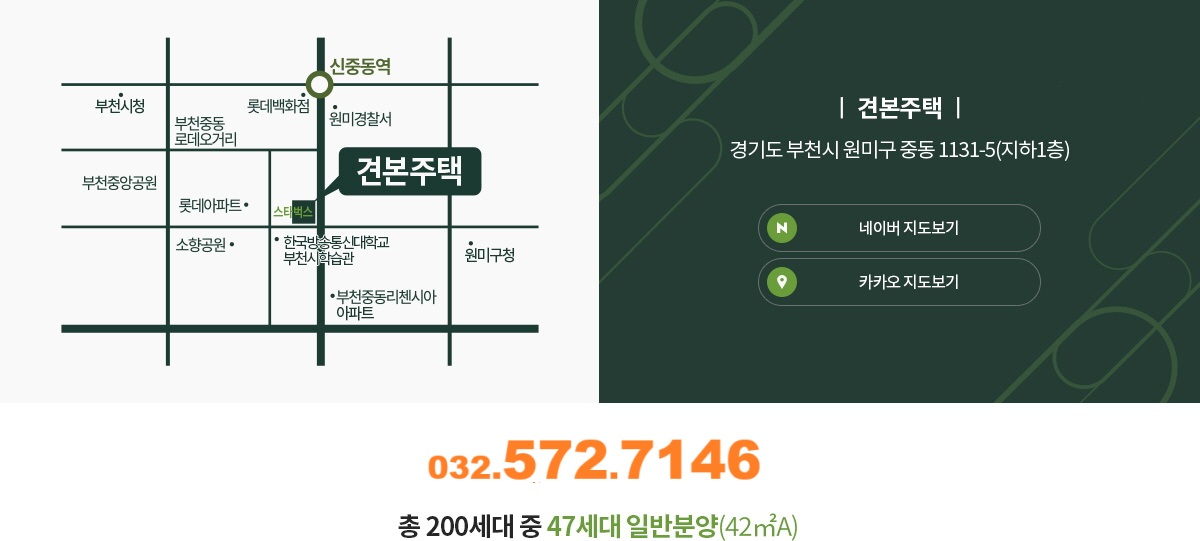 신중동역
부천시청
롯데백화점
원미경찰서
부천중동
로데오거리
견본주택
부천중앙공원
롯데아파트
스타벅스
소향공원
한국방송통신대학교
부천시학습관
원미구청
부천중동리첸시아
아파트
| 견본주택 |
경기도 부천시 원미구 중동 1131-5(지하1층)
N 네이버 지도보기
카카오 지도보기
032.572.7146
총 200세대 중 47세대 일반분양(42㎡A)